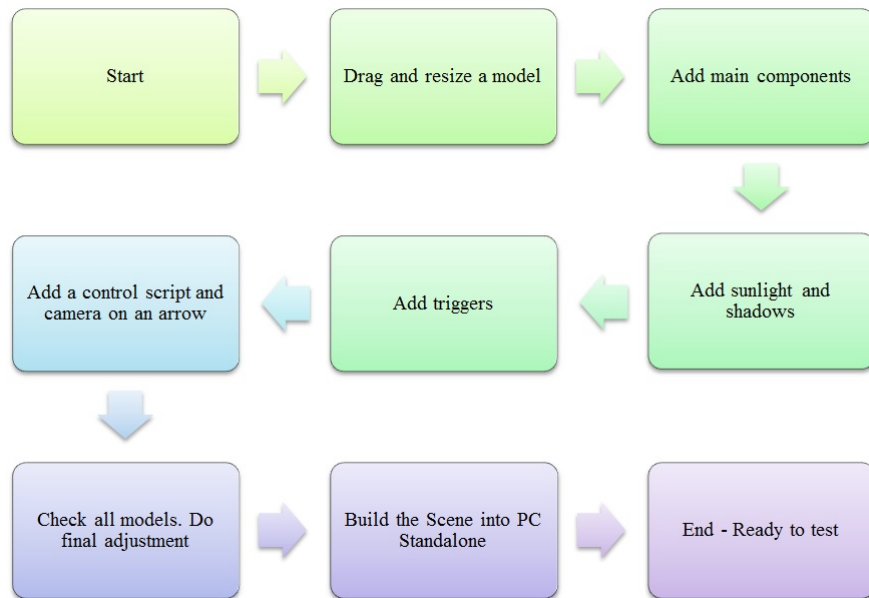 Start
Drag and resize a model
Add main components
Add sunlight and
shadows
Add triggers
Add a control script and
camera on an arrow
Check all models. Do
final adjustment
Build the Scene into PC
Standalone
End - Ready to test